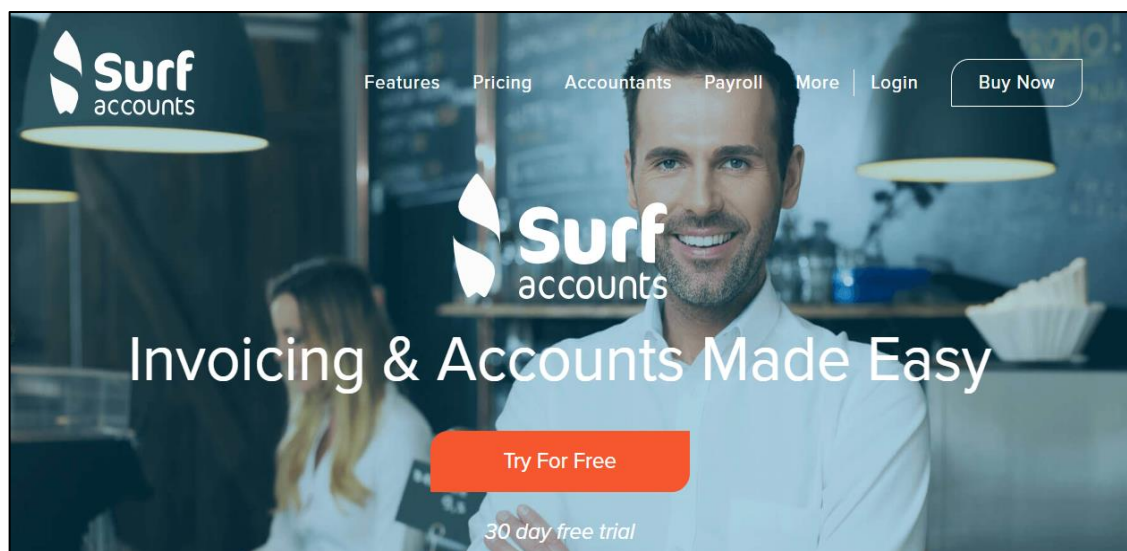 Surf
accounts
Features Pricing Accountants Payroll More Login Buy Now
Surf
accounts
Invoicing & Accounts Made Easy
Try For Free
30 day free trial